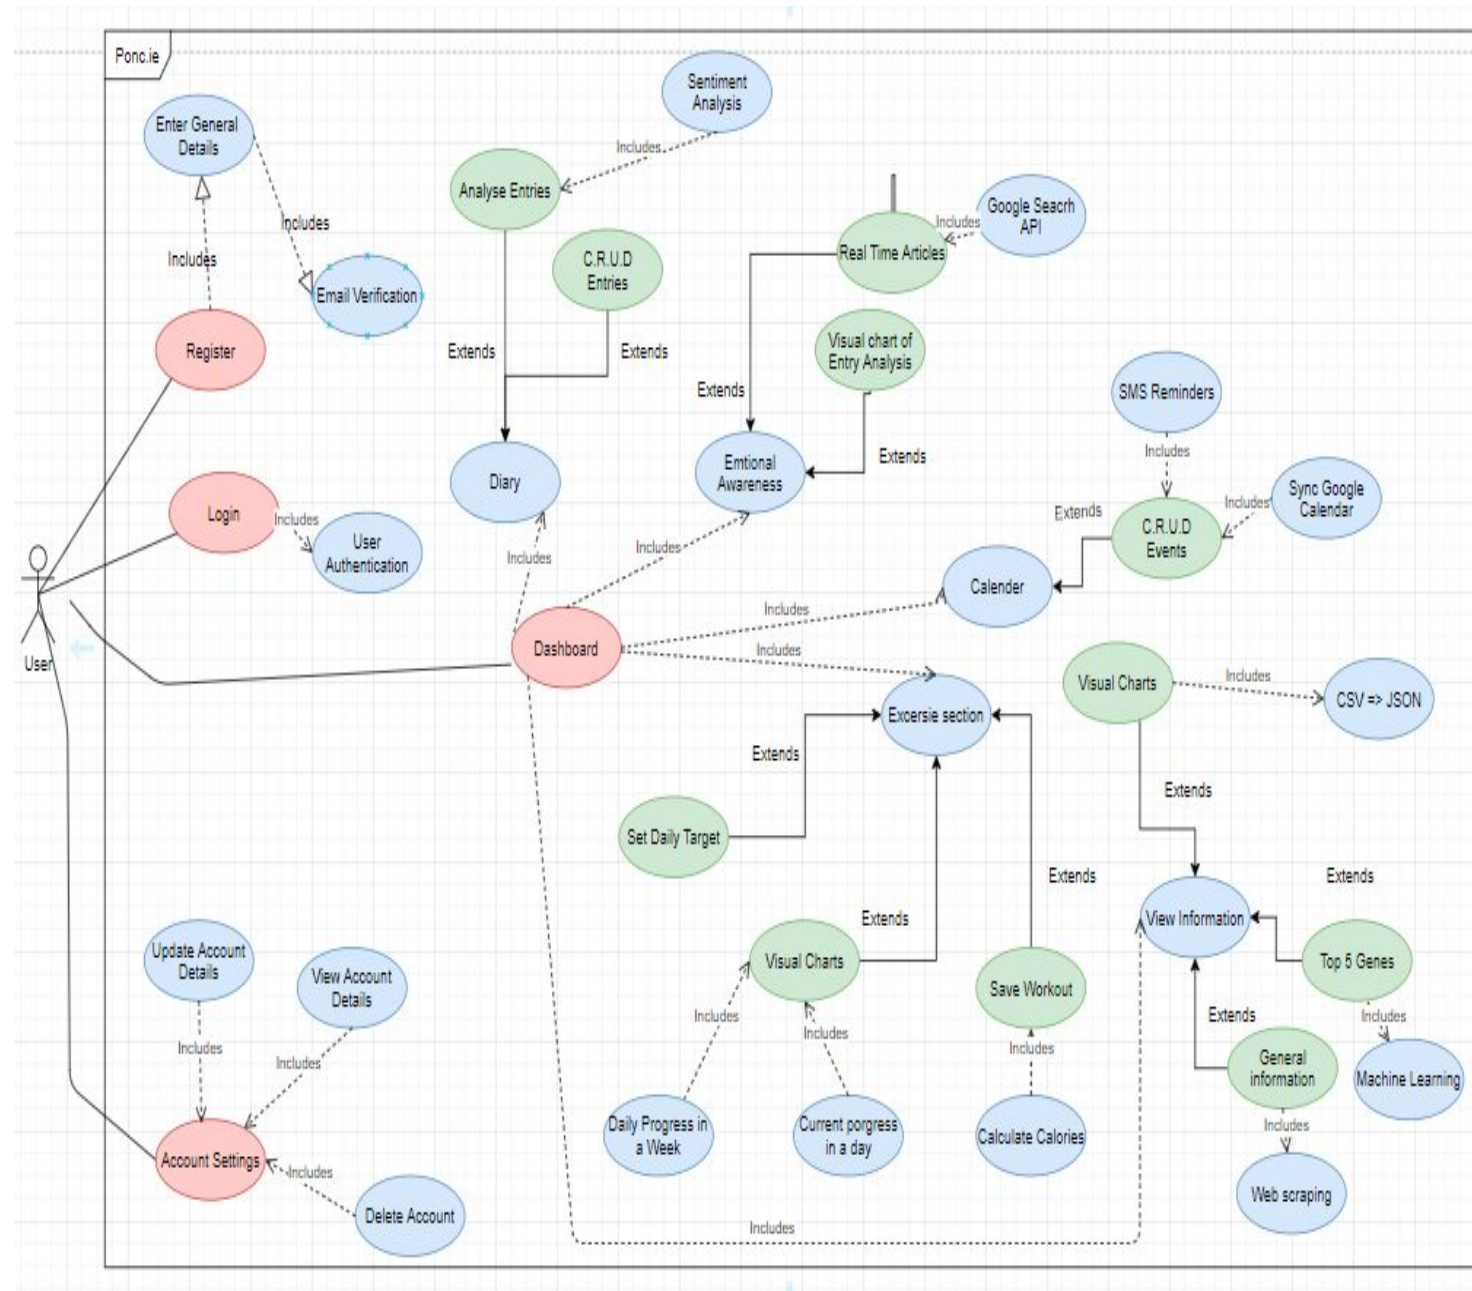 Ponc.ie
Sentiment
Analysis
Enter General
Details
Includes
Analyse Entries
Google Seacrh
API
Includes
Includes
Real Time Articles
C.R.U.D
Entries
Includes
Email Verification
Register
Extends
Extends
Visual chart of
Entry Analysis
Extends
SMS Reminders
Includes
Extends
Emtional
Awareness
Diary
Sync Google
Calendar
Includes
Login
Includes
User
Authentication
Extends
C.R.U.D
Events
Includes
Includes
Calender
Includes
User
Dashboard
Includes
Visual Charts
Includes
CSV => JSON
Excersie section
Extends
Extends
Set Daily Target
Extends
Extends
Extends
View Information
Update Account
Details
View Account
Details
Visual Charts
Save Workout
Top 5 Genes
Includes
Includes
Includes
Includes
Includes
Extends
Includes
General
information
Machine Learning
Daily Progress in
a Week
Current porgress
in a day
Calculate Calories
Includes
Account Settings
Includes
Web scraping
Delete Account
Includes